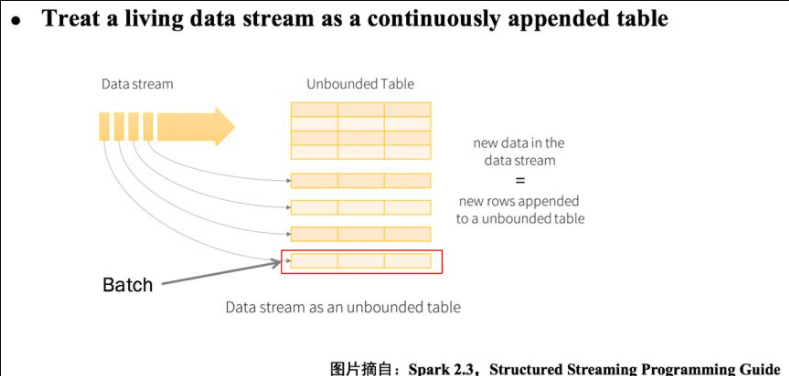 • Treat a living data stream as a continuously appended table
Data stream
Unbounded Table
new data in the
data stream
=
new rows appended
to a unbounded table
Batch
Data stream as an unbounded table
图片摘自：Spark 2.3，Structured Streaming Programming Guide